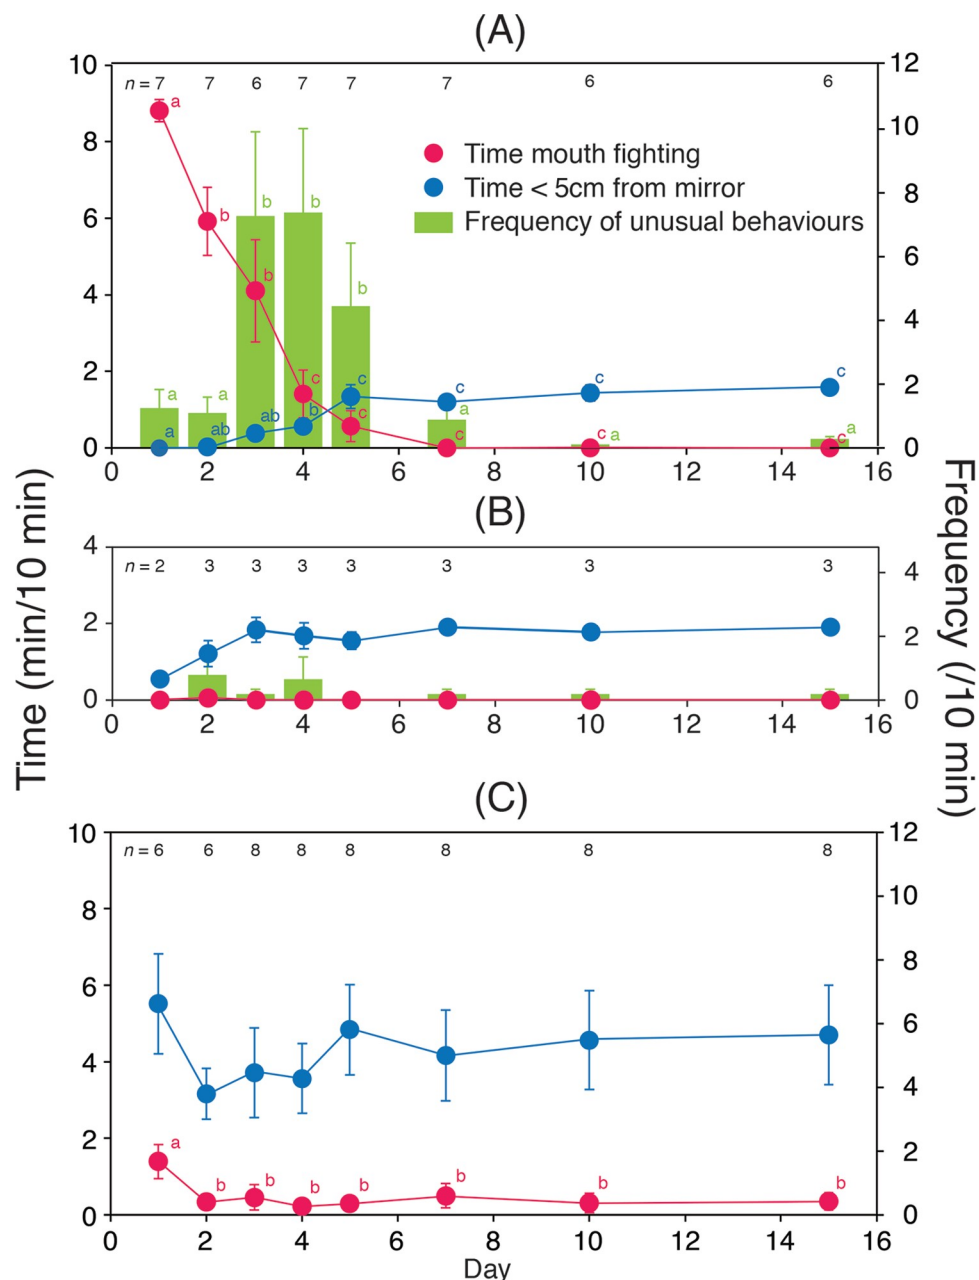 (A)
n = 7 7 6 7 7 7 6 6
10 8 6 4 2 0
12 10 8 6 4 2 0
a b b c c c c c
a ab ab b c c c c
a a b b b a a a
Time mouth fighting
Time < 5cm from mirror
Frequency of unusual behaviours
0 2 4 6 8 10 12 14 16
Time (min/10 min)
Frequency (/10 min)
(B)
n = 2 3 3 3 3 3 3 3
4 2 0
4 2 0
0 2 4 6 8 10 12 14 16
(C)
n = 6 6 8 8 8 8 8 8
10 8 6 4 2 0
12 10 8 6 4 2 0
a b b b b b b b
0 2 4 6 8 10 12 14 16
Day